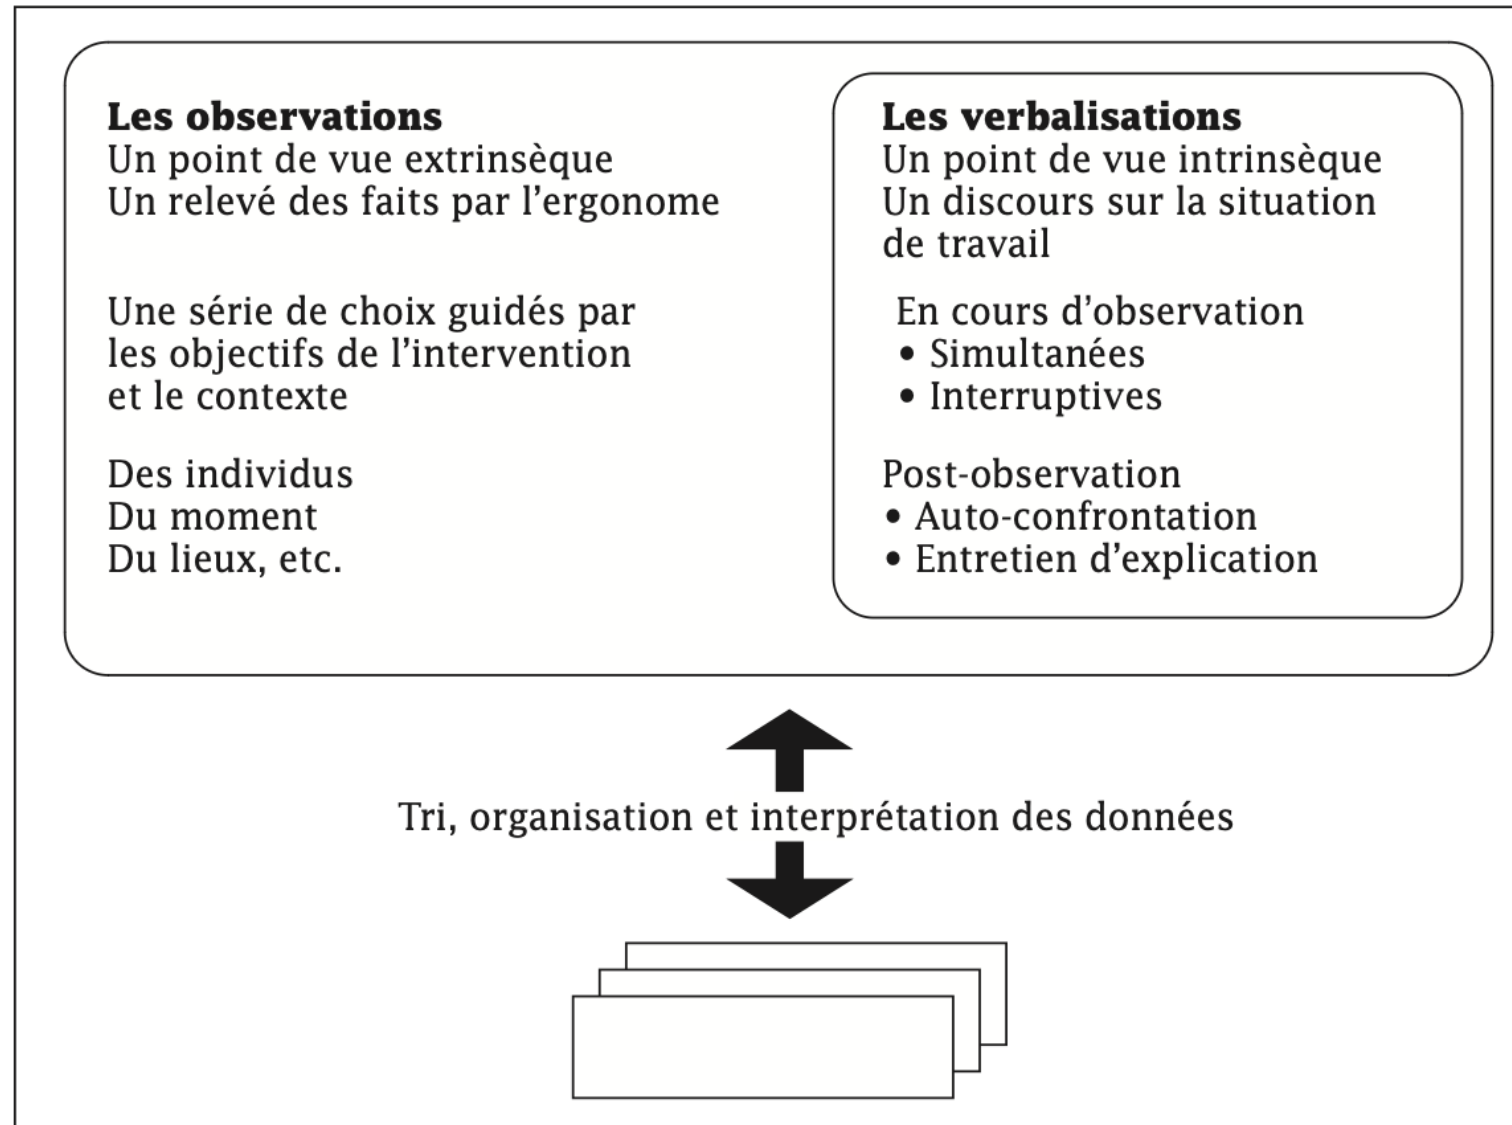 Les observations
Un point de vue extrinsèque
Un relevé des faits par l'ergonome
Une série de choix guidés par
les objectifs de l'intervention
et le contexte
Des individus
Du moment
Du lieux, etc.
Les verbalisations
Un point de vue intrinsèque
Un discours sur la situation
de travail
En cours d'observation
• Simultanées
• Interruptives
Post-observation
• Auto-confrontation
• Entretien d'explication
Tri, organisation et interprétation des données